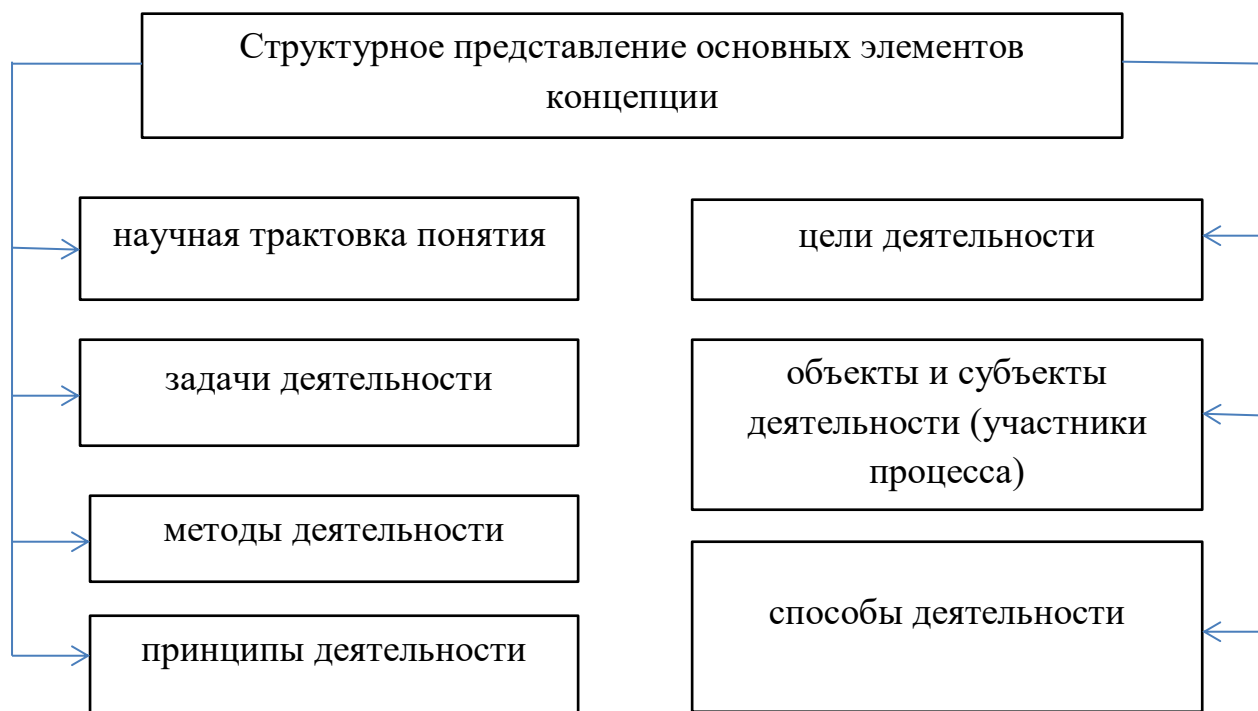 Структурное представление основных элементов
концепции
научная трактовка понятия
цели деятельности
задачи деятельности
объекты и субъекты
деятельности (участники
процесса)
методы деятельности
способы деятельности
принципы деятельности